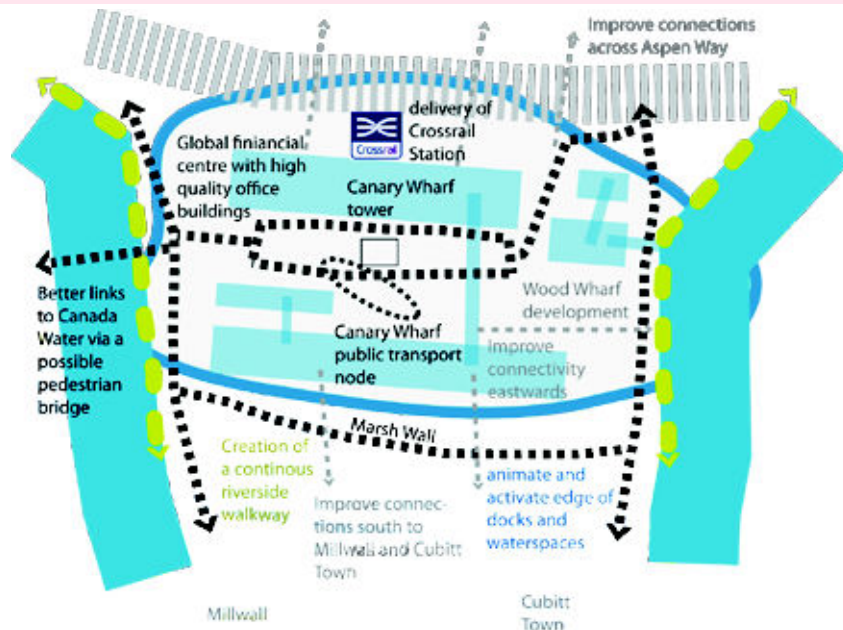 Improve connections
across Aspen Way
delivery of
Crossrail
Station
Crossrail
Global finiancial
centre with high
quality office
buildings
Canary Wharf
tower
Better links
to Canada
Water via a
possible
pedestrian
bridge
Wood Wharf
development
Canary Wharf
public transport
node
Improve
connectivity
eastwards
Marsh Wall
Creation of
a continous
riverside
walkway
Improve connec-
tions south to
Millwall and Cubitt
Town
animate and
activate edge of
docks and
waterspaces
Millwall
Cubitt
Town